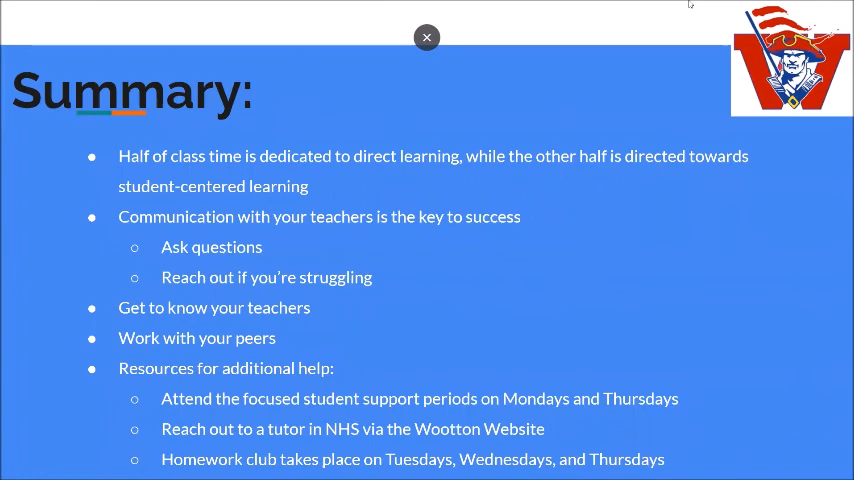 Summary:
● Half of class time is dedicated to direct learning, while the other half is directed towards
student-centered learning
● Communication with your teachers is the key to success
○ Ask questions
○ Reach out if you're struggling
● Get to know your teachers
● Work with your peers
● Resources for additional help:
○ Attend the focused student support periods on Mondays and Thursdays
○ Reach out to a tutor in NHS via the Wootton Website
○ Homework club takes place on Tuesdays, Wednesdays, and Thursdays
W